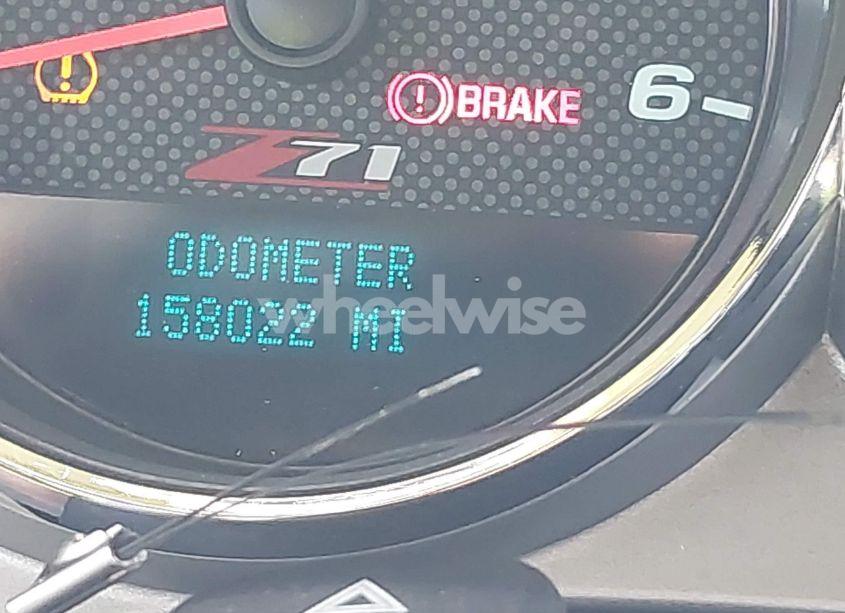 BRAKE 6
Z71
ODOMETER
158022 MI
wheelwise